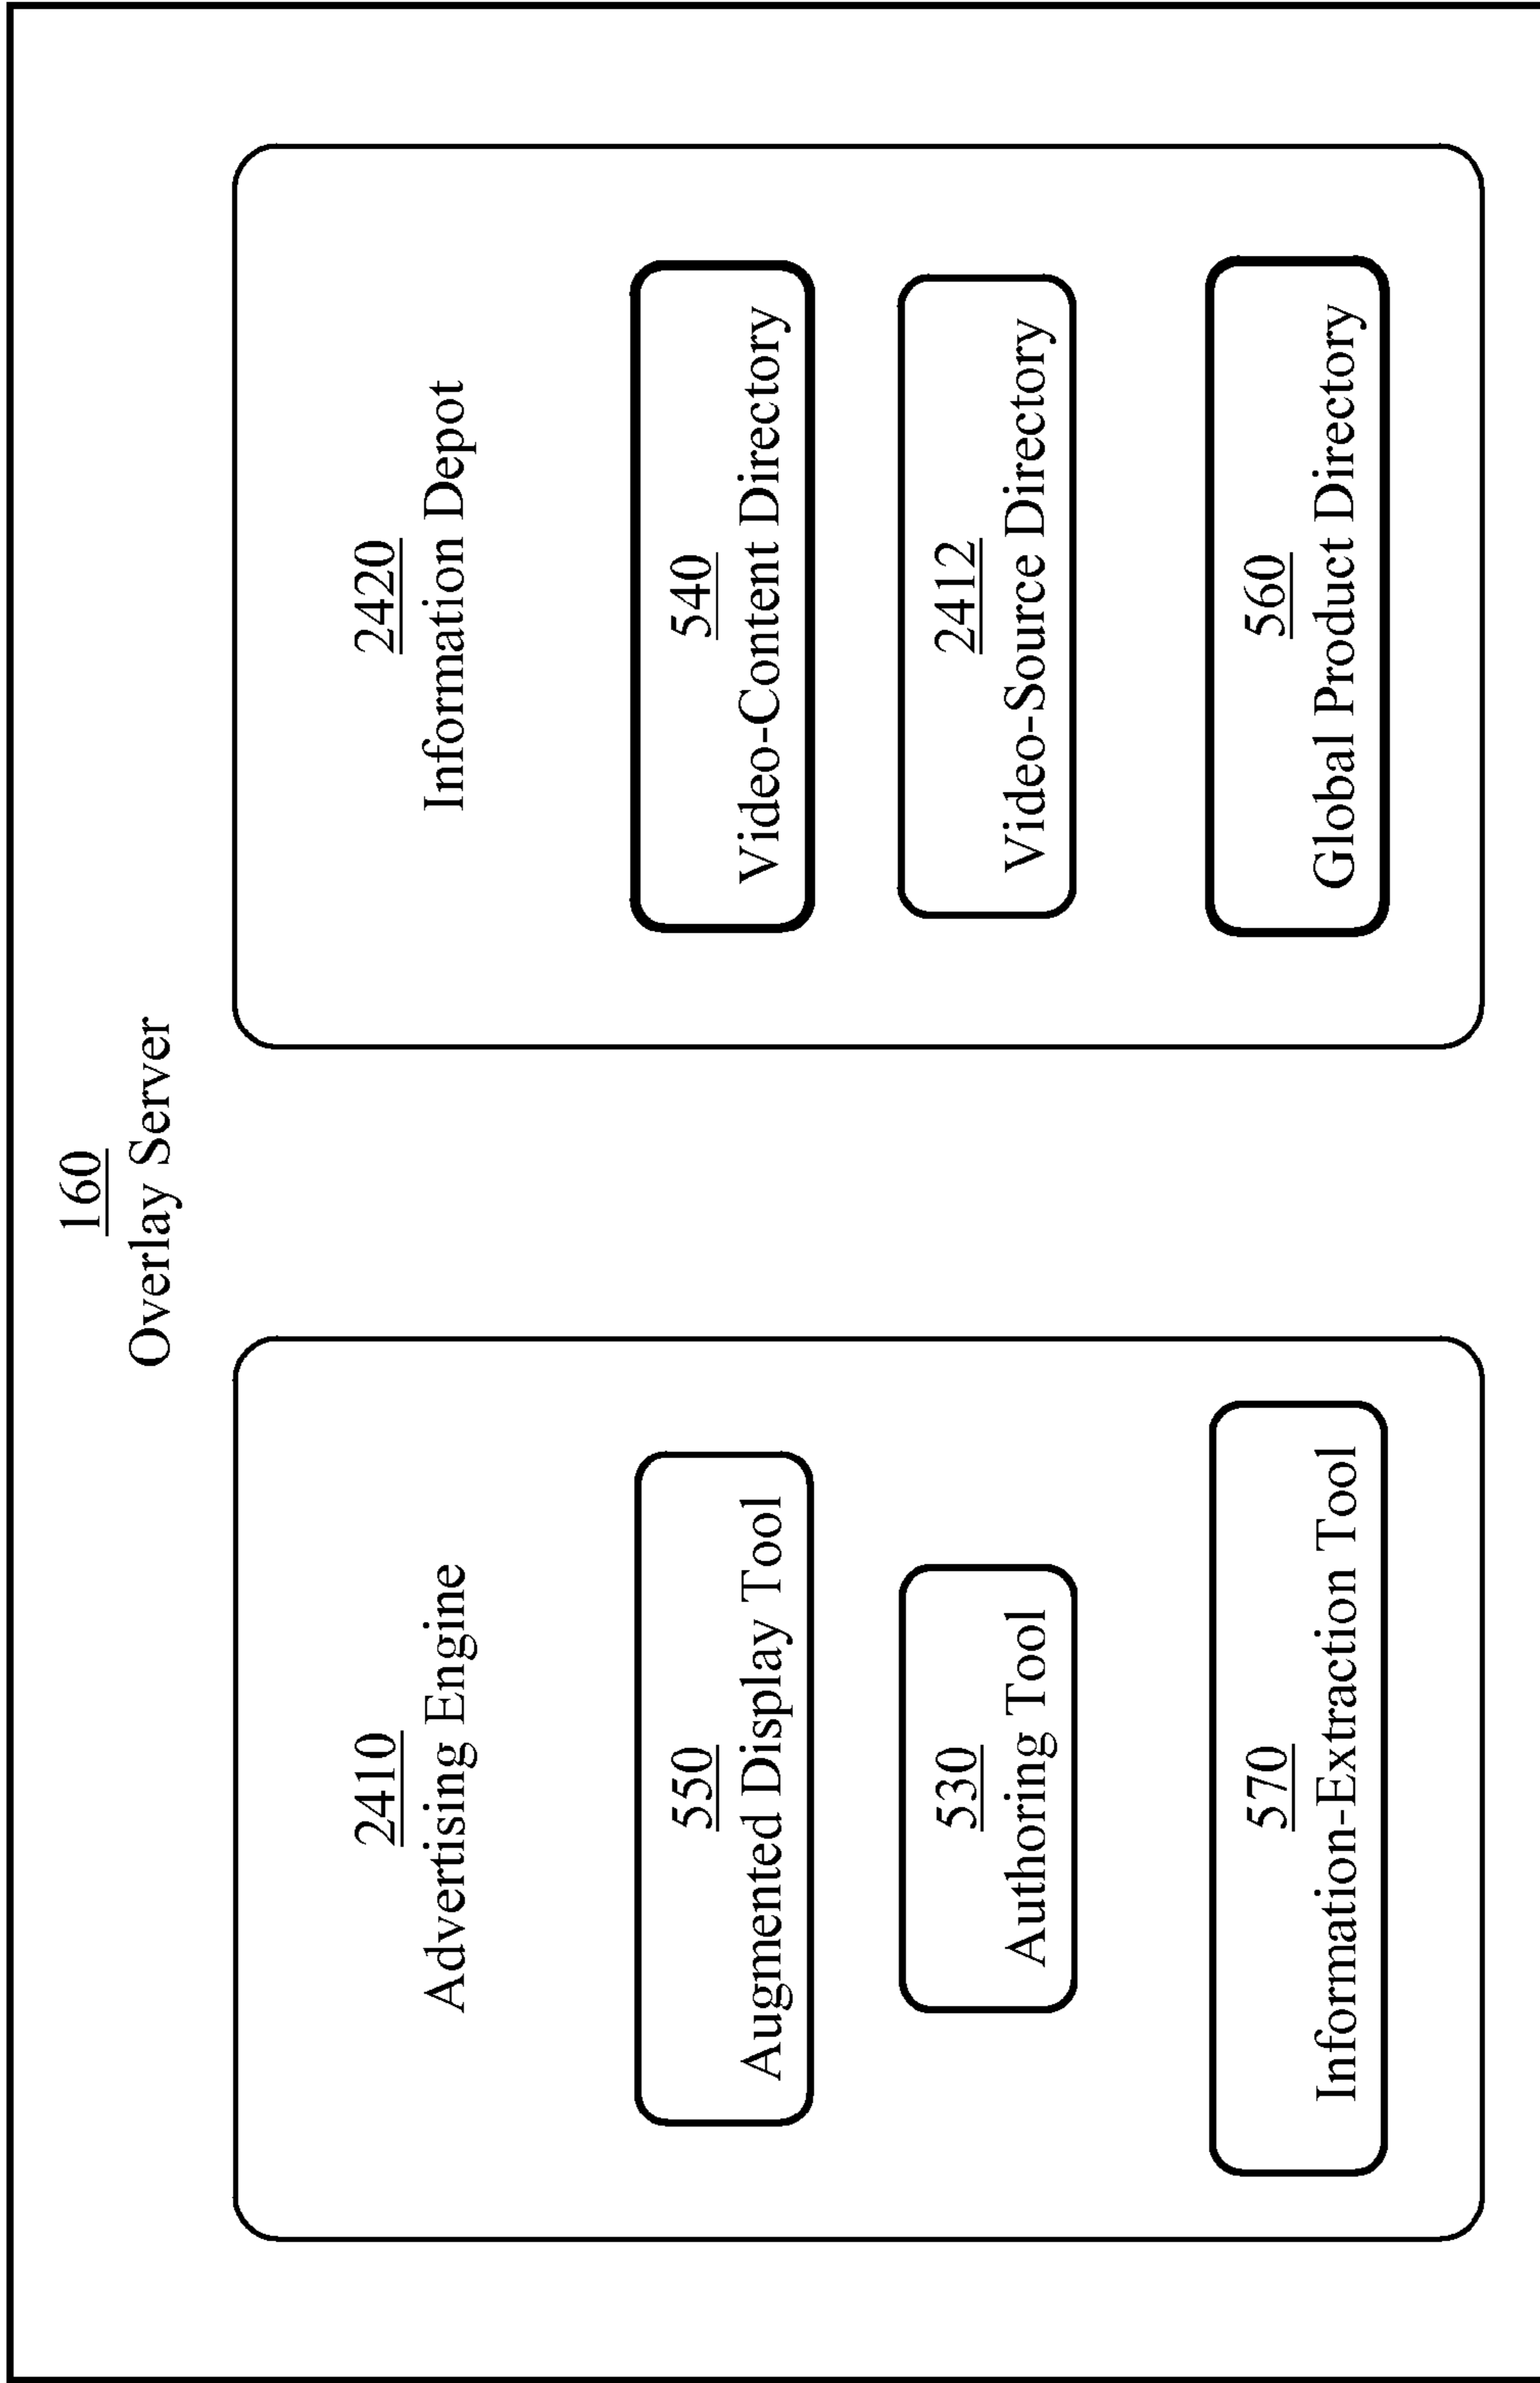 160
Overlay Server
2410
Advertising Engine
550
Augmented Display Tool
530
Authoring Tool
570
Information-Extraction Tool
2420
Information Depot
540
Video-Content Directory
2412
Video-Source Directory
560
Global Product Directory